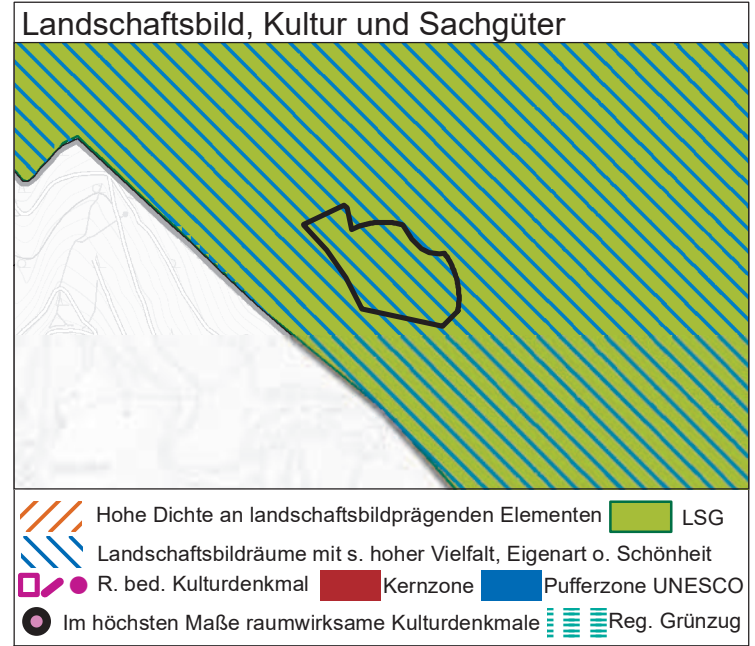 Landschaftsbild, Kultur und Sachgüter
Hohe Dichte an landschaftsbildprägenden Elementen LSG
Landschaftsbildräume mit s. hoher Vielfalt, Eigenart o. Schönheit
R. bed. Kulturdenkmal Kernzone Pufferzone UNESCO
Im höchsten Maße raumwirksame Kulturdenkmale Reg. Grünzug